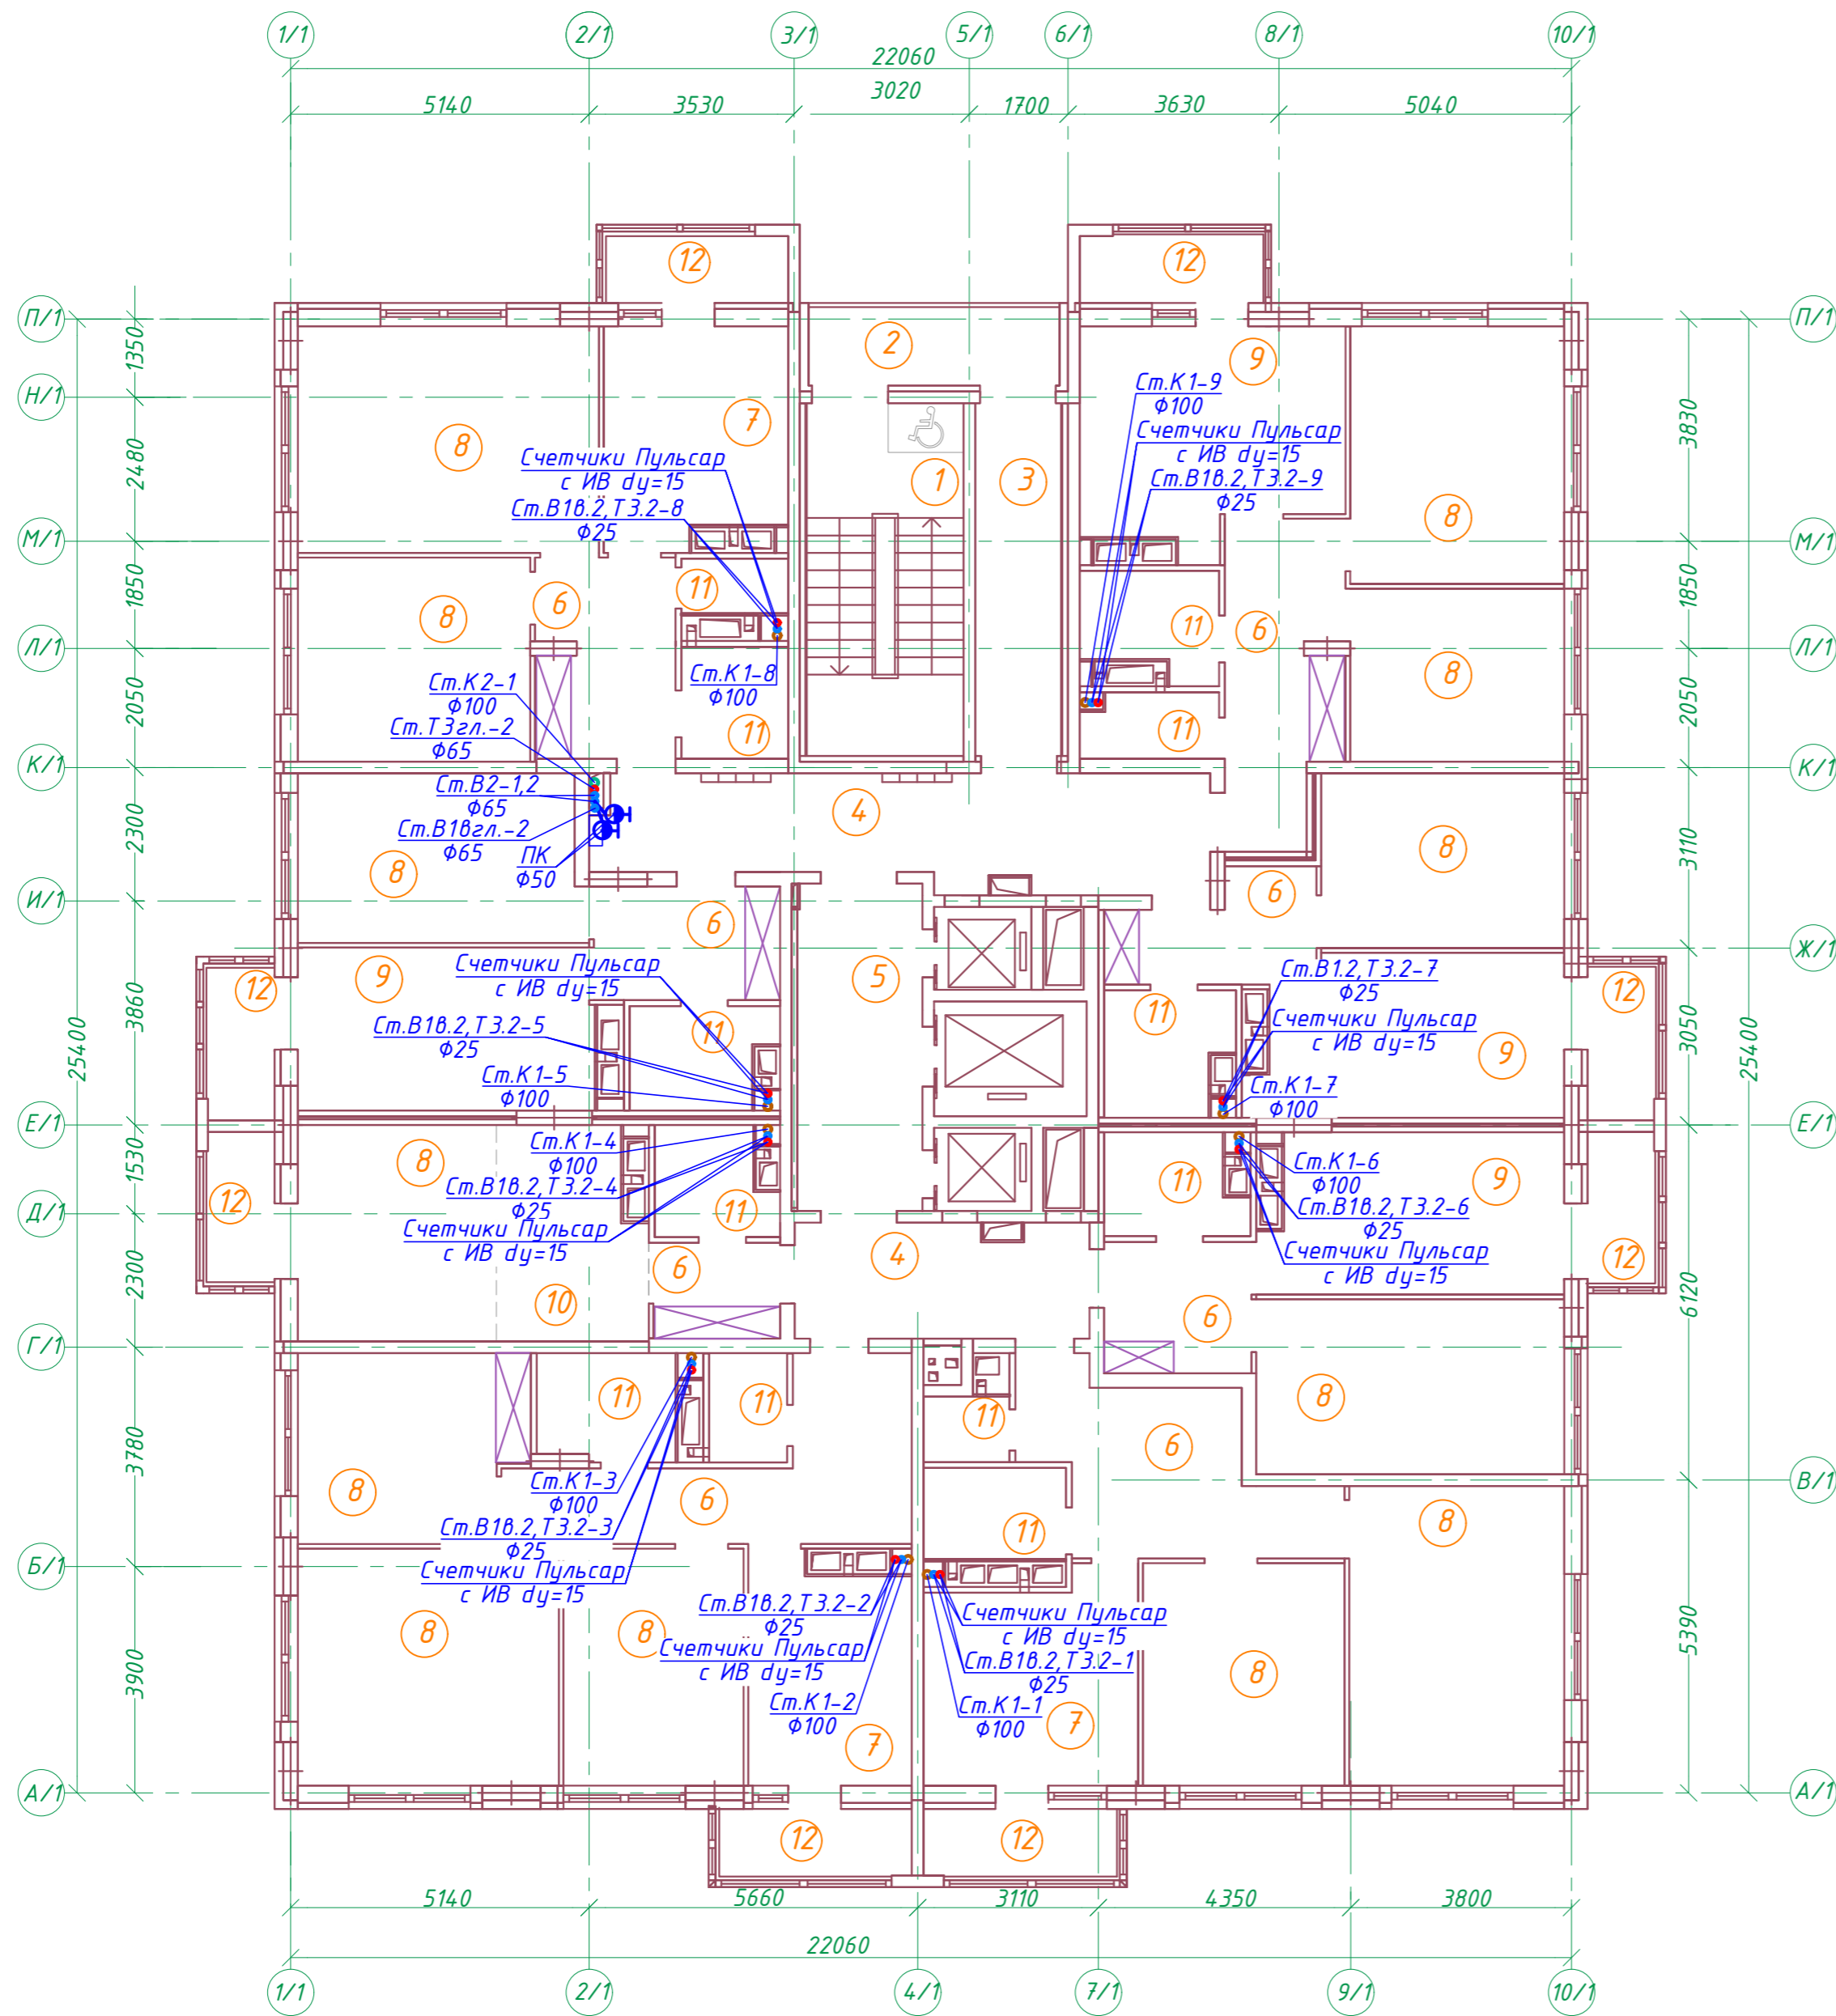 1/1
2/1
3/1
5/1
6/1
8/1
10/1
22060
5140
3530
3020
1700
3630
5040
П/1
Н/1
М/1
Л/1
К/1
И/1
Е/1
Д/1
Г/1
Б/1
А/1
1350
2480
1850
2050
2300
3860
1530
2300
3780
3900
25400
12
12
2
9
7
8
1
3
8
Ст.К1-9
Ф100
Счетчики Пульсар
с ИВ dy=15
Ст.В1в.2,Т3.2-9
Ф25
Счетчики Пульсар
с ИВ dy=15
Ст.В1в.2,Т3.2-8
Ф25
11
6
8
11
6
Ст.К1-8
Ф100
8
11
11
Ст.К2-1
Ф100
Ст.Т3гл.-2
Ф65
Ст.В2-1,2
Ф65
Ст.В1вгл.-2
Ф65
ПК
Ф50
4
8
8
6
6
12
9
5
11
11
12
9
Счетчики Пульсар
с ИВ dy=15
Ст.В1в.2,Т3.2-5
Ф25
Ст.К1-5
Ф100
Ст.В1.2,Т3.2-7
Ф25
Счетчики Пульсар
с ИВ dy=15
Ст.К1-7
Ф100
Ст.К1-4
Ф100
Ст.В1в.2,Т3.2-4
Ф25
Счетчики Пульсар
с ИВ dy=15
Ст.К1-6
Ф100
Ст.В1в.2,Т3.2-6
Ф25
Счетчики Пульсар
с ИВ dy=15
8
12
11
11
9
12
4
6
10
6
11
11
11
8
6
8
6
8
11
Ст.К1-3
Ф100
Ст.В1в.2,Т3.2-3
Ф25
Счетчики Пульсар
с ИВ dy=15
8
8
8
Ст.В1в.2,Т3.2-2
Ф25
Счетчики Пульсар
с ИВ dy=15
Ст.К1-2
Ф100
Счетчики Пульсар
с ИВ dy=15
Ст.В1в.2,Т3.2-1
Ф25
Ст.К1-1
Ф100
7
7
12
12
П/1
М/1
Л/1
К/1
Ж/1
Е/1
В/1
А/1
3830
1850
2050
3110
3050
6120
5390
25400
5140
5660
3110
4350
3800
22060
1/1
2/1
4/1
7/1
9/1
10/1